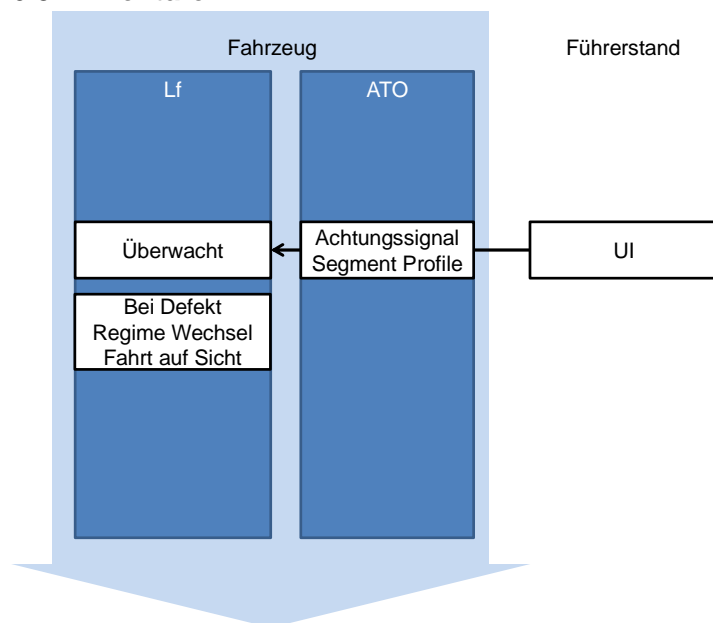 Fahrzeug
Führerstand
Lf
ATO
Überwacht
Achtungssignal
Segment Profile
UI
Bei Defekt
Regime Wechsel
Fahrt auf Sicht